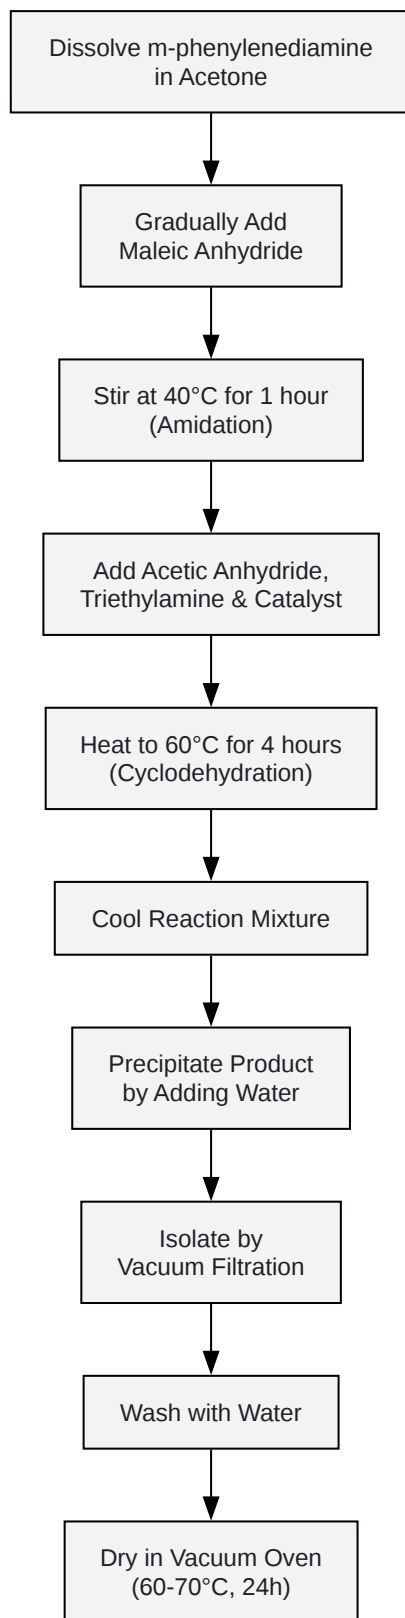 Dissolve m-phenylenediamine
in Acetone
Gradually Add
Maleic Anhydride
Stir at 40°C for 1 hour
(Amidation)
Add Acetic Anhydride,
Triethylamine & Catalyst
Heat to 60°C for 4 hours
(Cyclodehydration)
Cool Reaction Mixture
Precipitate Product
by Adding Water
Isolate by
Vacuum Filtration
Wash with Water
Dry in Vacuum Oven
(60-70°C, 24h)